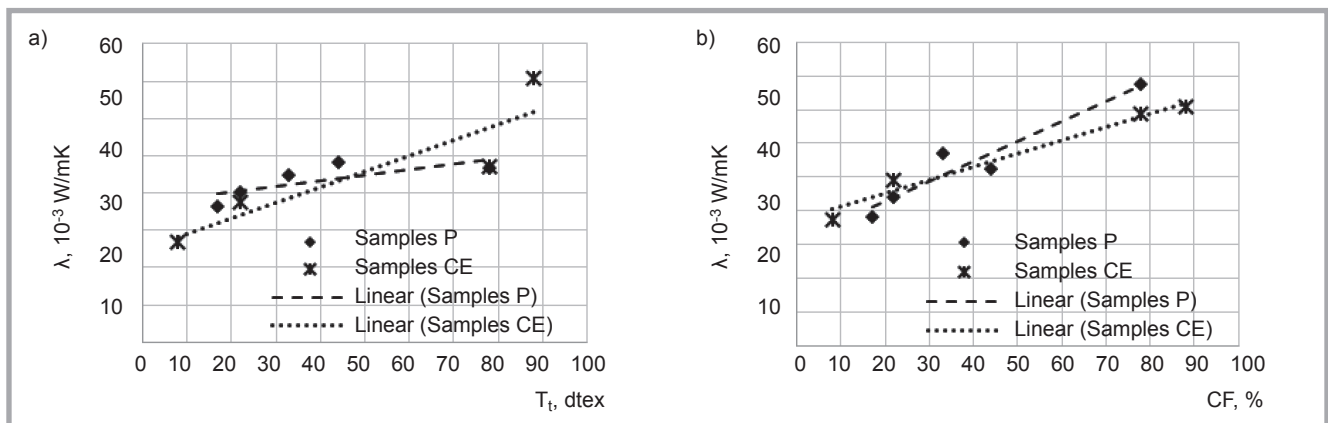 a)
60
50
40
30
20
10
λ, 10⁻³ W/mK
Samples P
Samples CE
Linear (Samples P)
Linear (Samples CE)
0 10 20 30 40 50 60 70 80 90 100
Tₜ, dtex
b)
60
50
40
30
20
10
λ, 10⁻³ W/mK
Samples P
Samples CE
Linear (Samples P)
Linear (Samples CE)
0 10 20 30 40 50 60 70 80 90 100
CF, %